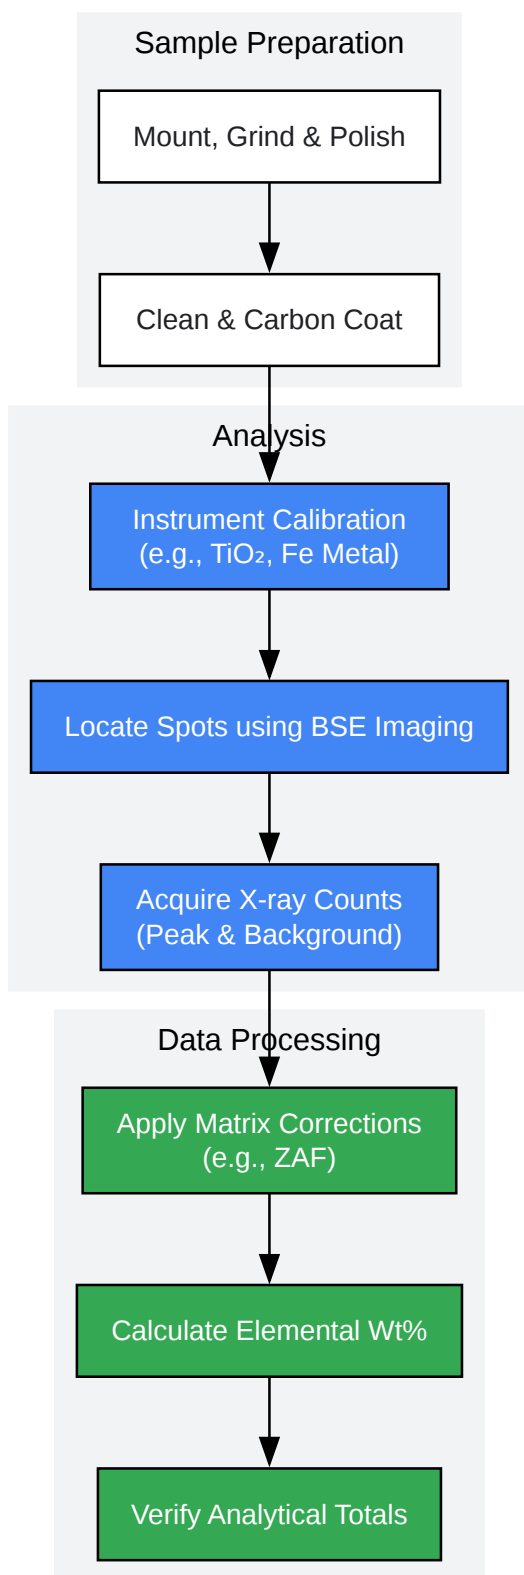 Sample Preparation
Mount, Grind & Polish
Clean & Carbon Coat
Analysis
Instrument Calibration
(e.g., TiO₂, Fe Metal)
Locate Spots using BSE Imaging
Acquire X-ray Counts
(Peak & Background)
Data Processing
Apply Matrix Corrections
(e.g., ZAF)
Calculate Elemental Wt%
Verify Analytical Totals